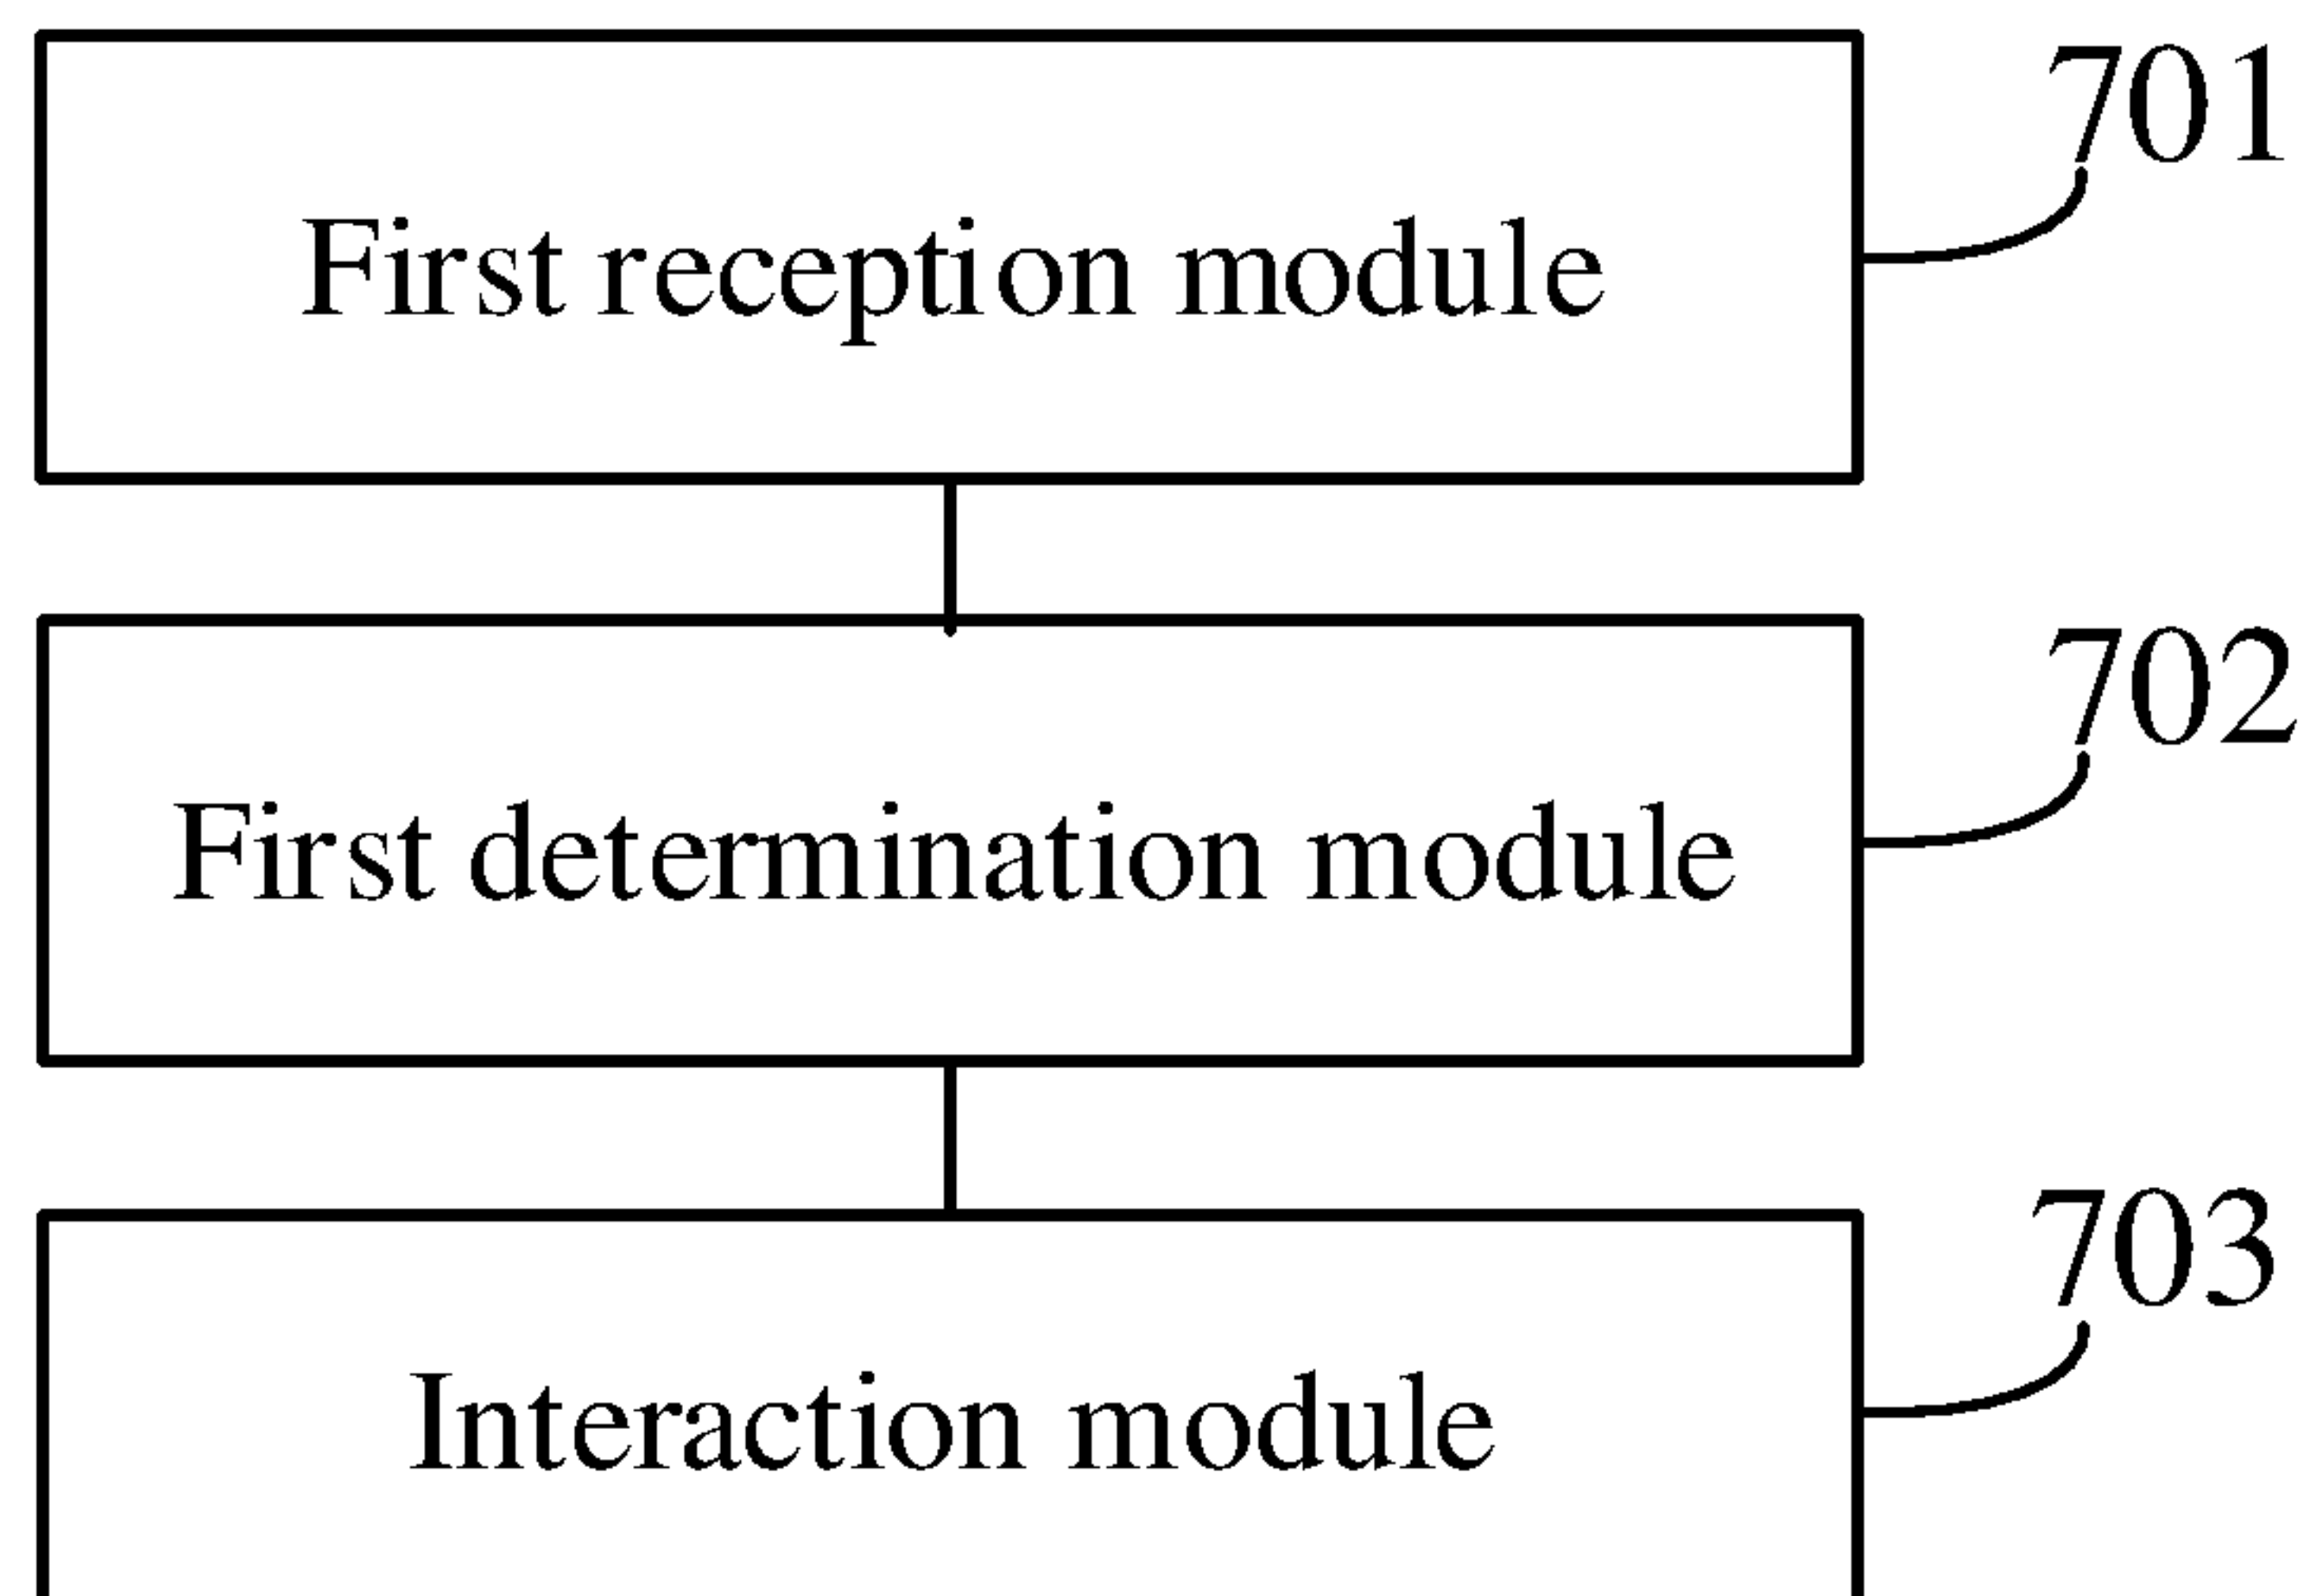 701
First reception module
702
First determination module
703
Interaction module